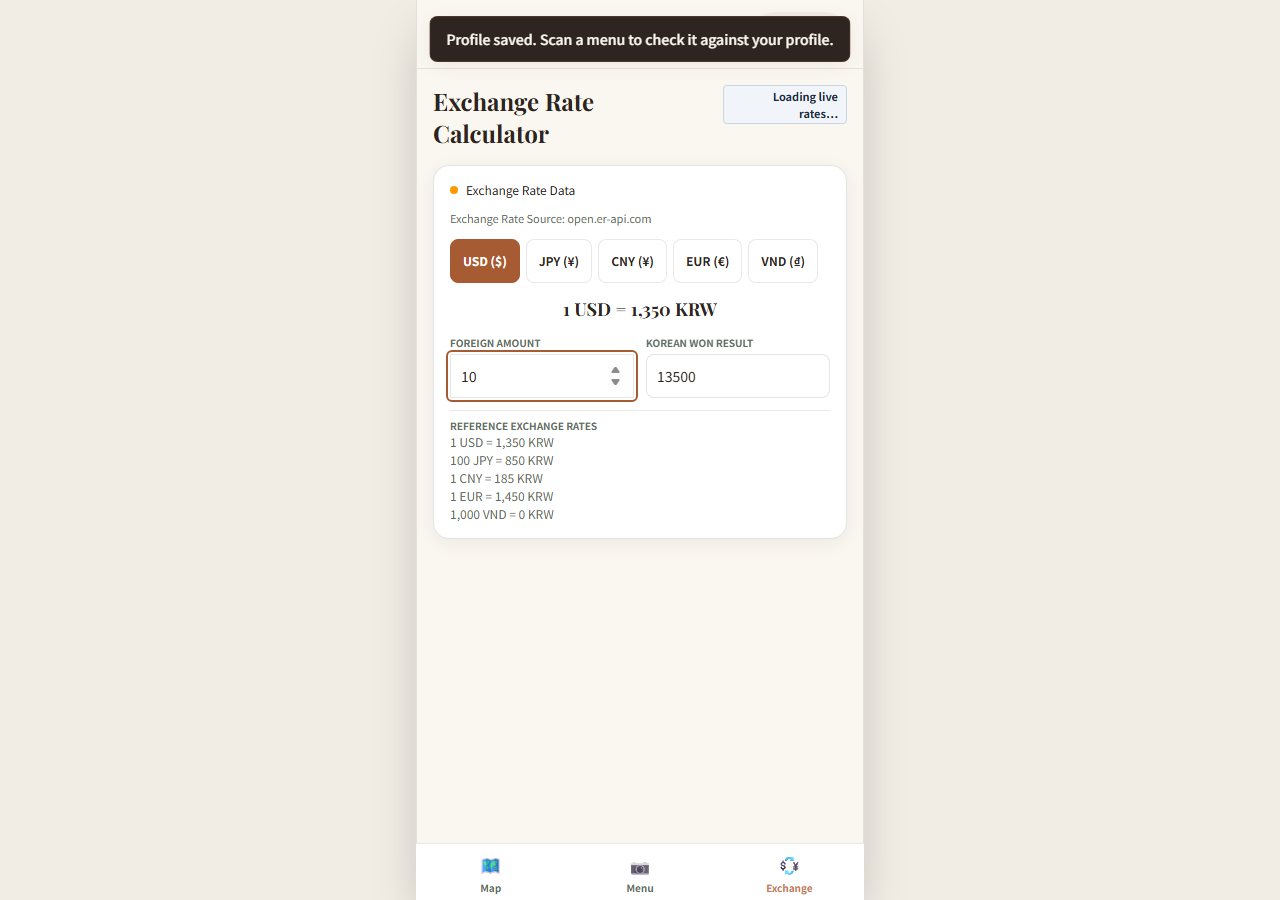 Profile saved. Scan a menu to check it against your profile.
Exchange Rate
Calculator
Loading live
rates...
Exchange Rate Data
Exchange Rate Source: open.er-api.com
USD ($)
JPY (¥)
CNY (¥)
EUR (€)
VND (₫)
1 USD = 1,350 KRW
FOREIGN AMOUNT
KOREAN WON RESULT
10
13500
REFERENCE EXCHANGE RATES
1 USD = 1,350 KRW
100 JPY = 850 KRW
1 CNY = 185 KRW
1 EUR = 1,450 KRW
1,000 VND = 0 KRW
Map
Menu
Exchange